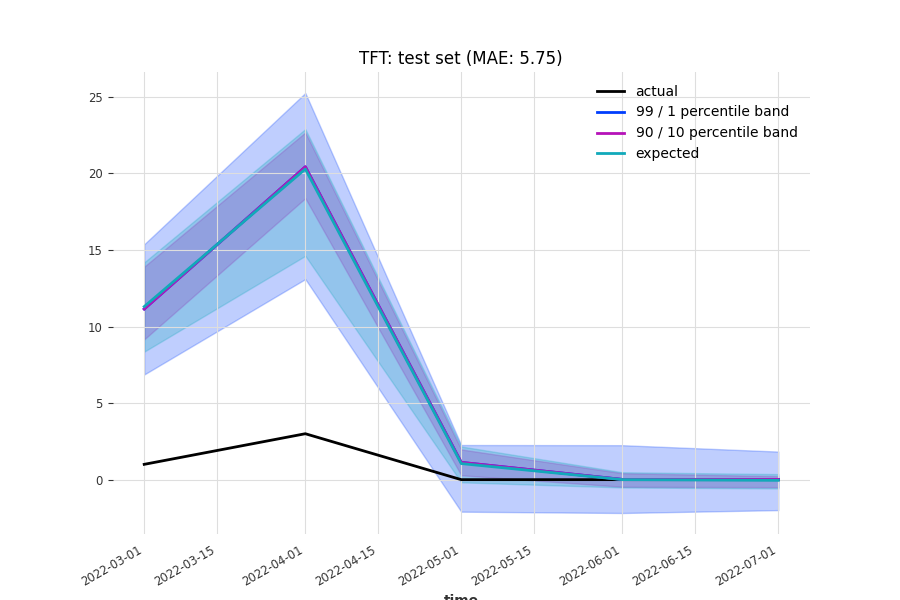 TFT: test set (MAE: 5.75)
actual
99 / 1 percentile band
90 / 10 percentile band
expected
25
20
15
10
5
0
2022-03-01
2022-03-15
2022-04-01
2022-04-15
2022-05-01
2022-05-15
2022-06-01
2022-06-15
2022-07-01
time